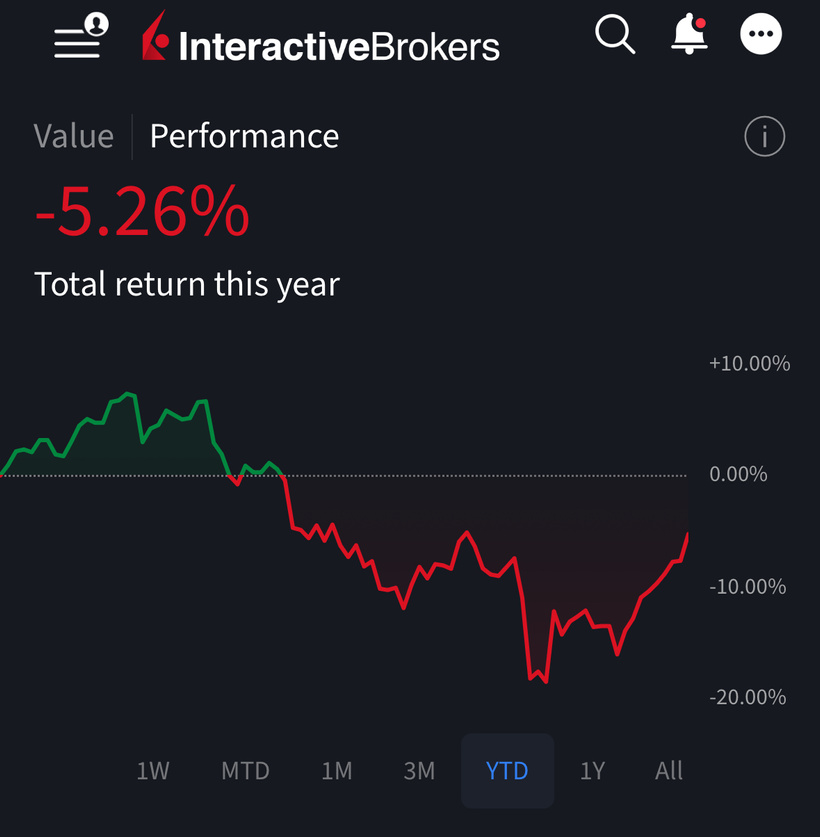 InteractiveBrokers
Value | Performance
-5.26%
Total return this year
+10.00%
0.00%
-10.00%
-20.00%
1W MTD 1M 3M YTD 1Y All